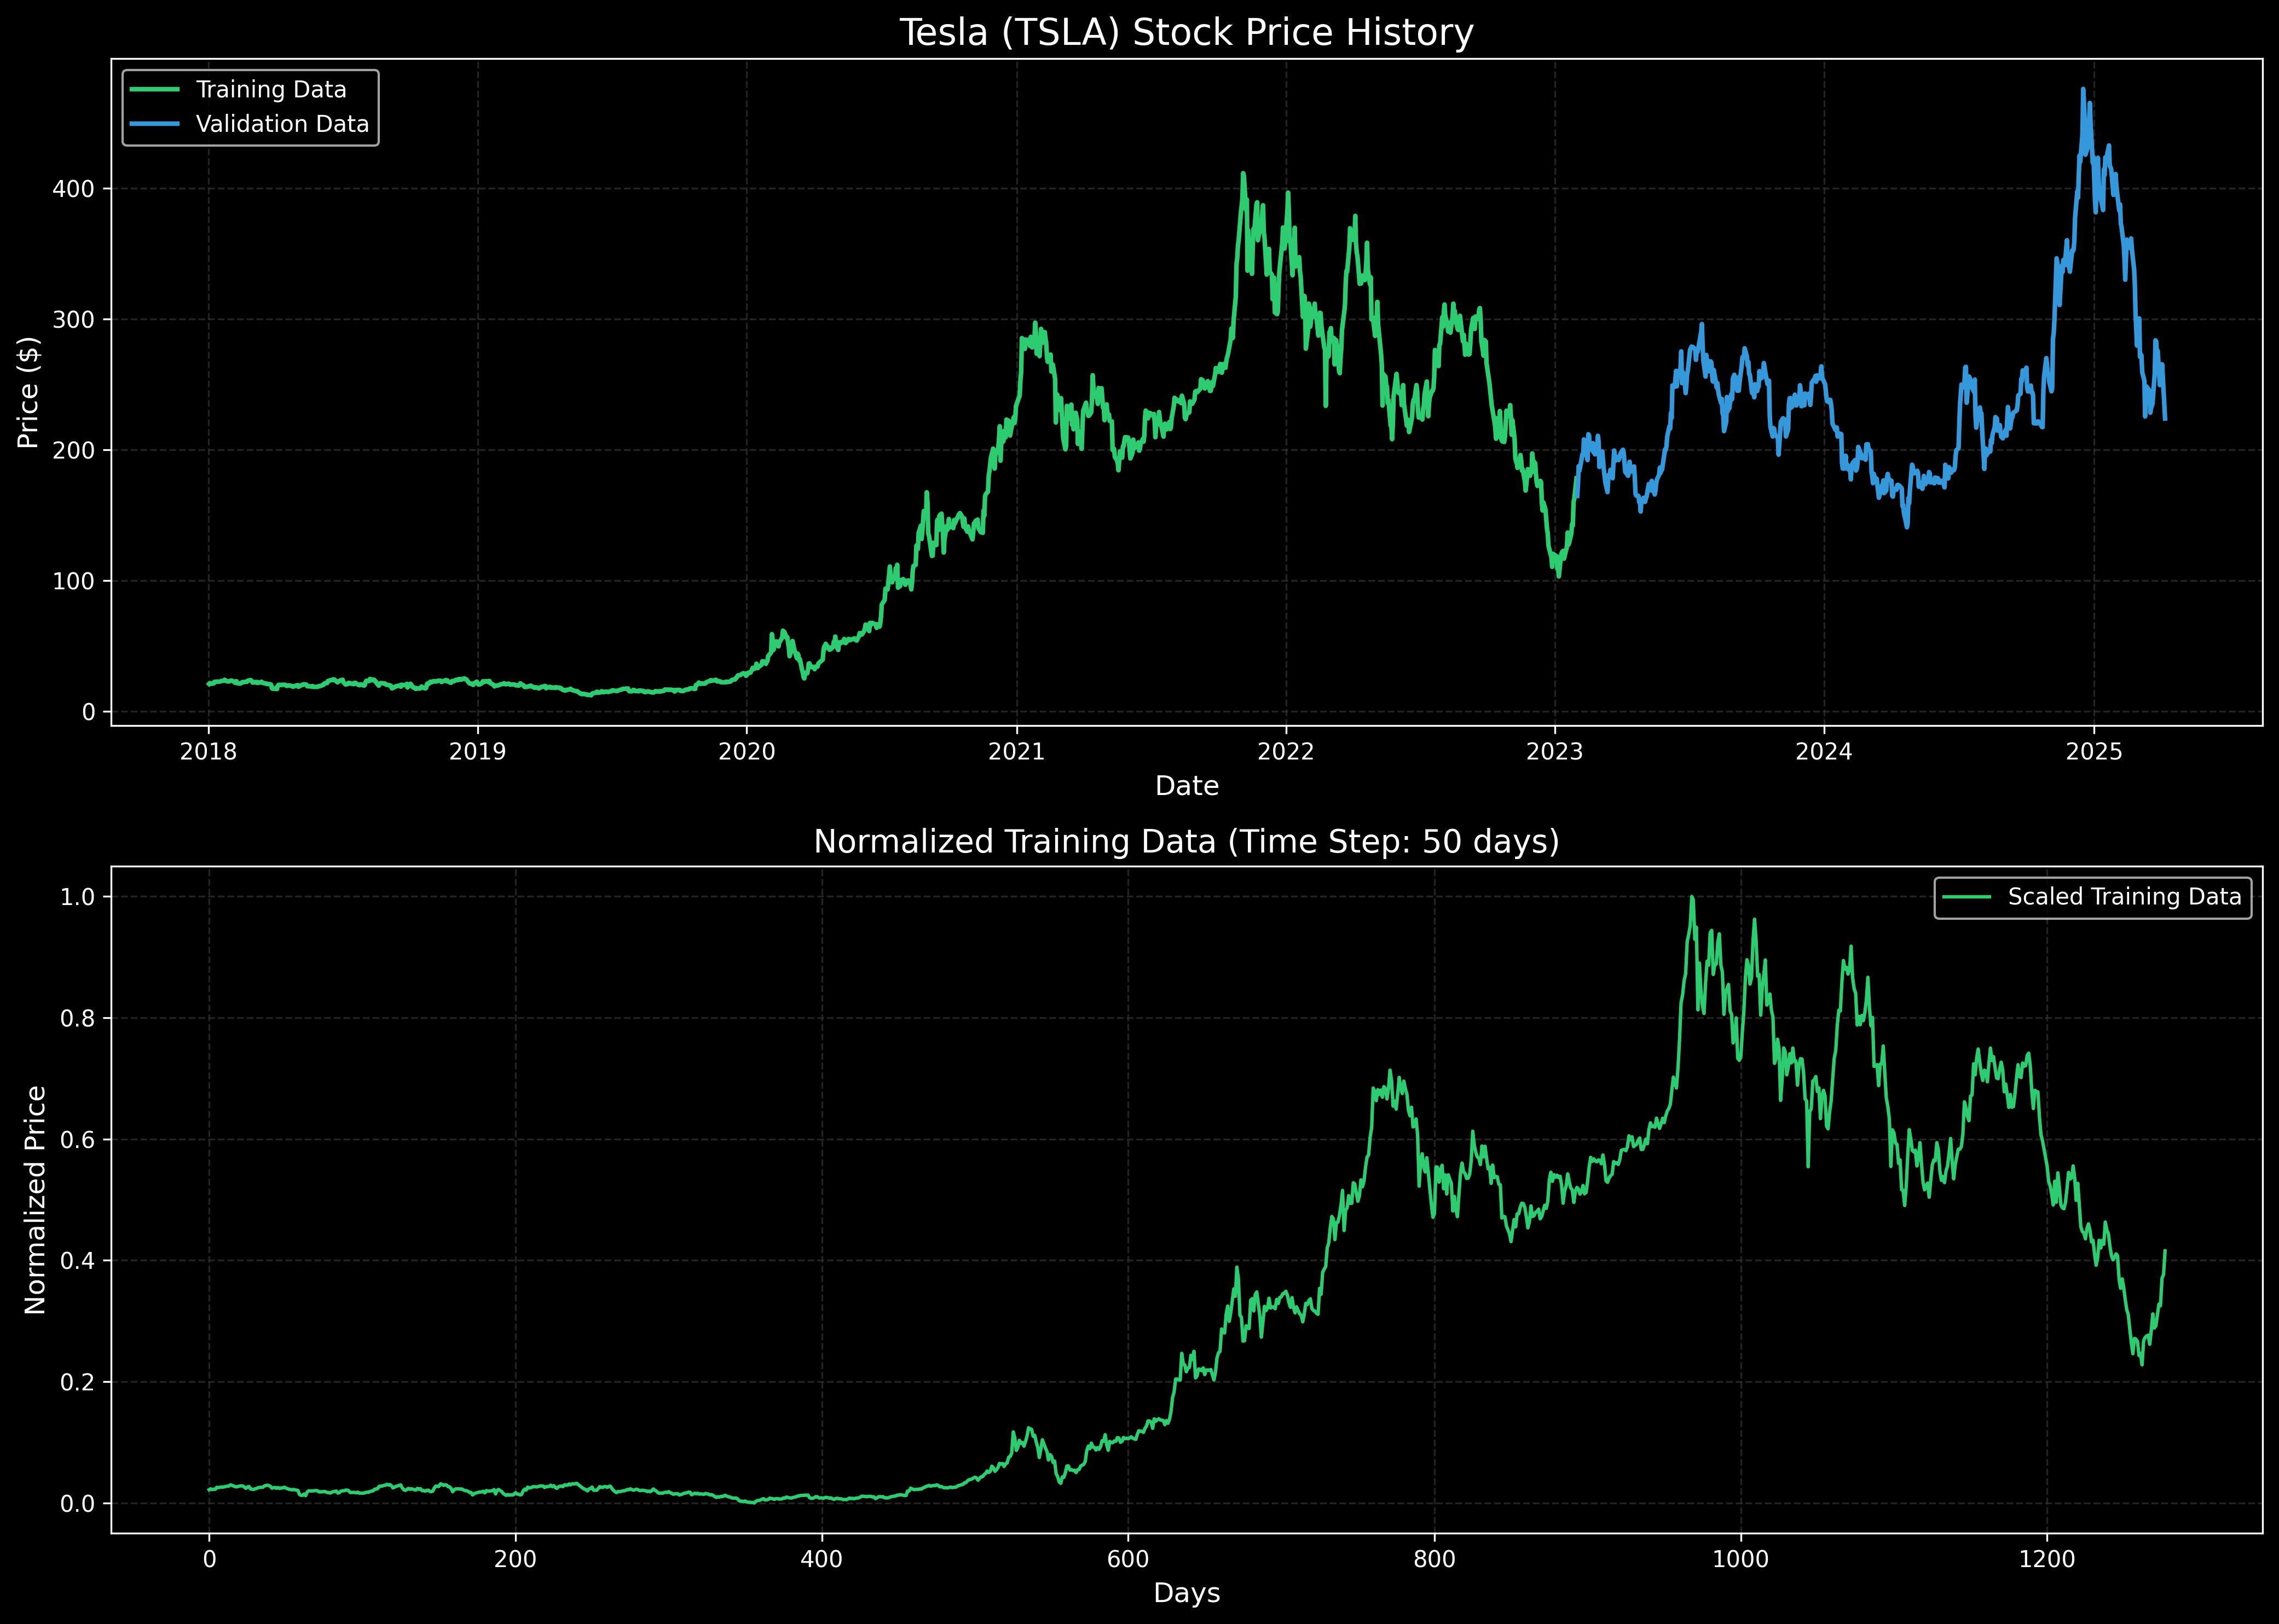 Tesla (TSLA) Stock Price History
Training Data
Validation Data
Price ($)
400
300
200
100
0
2018 2019 2020 2021 2022 2023 2024 2025
Date
Normalized Training Data (Time Step: 50 days)
Scaled Training Data
Normalized Price
1.0
0.8
0.6
0.4
0.2
0.0
0 200 400 600 800 1000 1200
Days